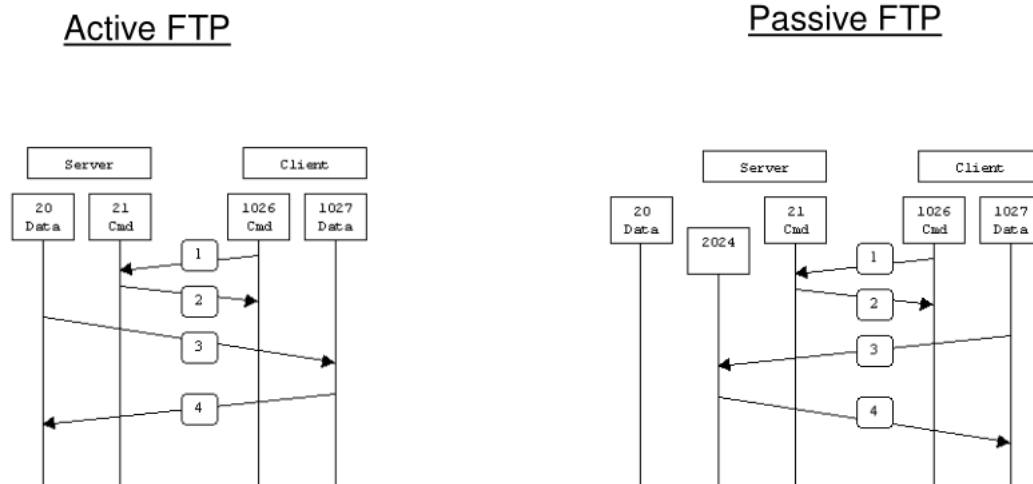 Active FTP
Server
Client
20
Data
21
Cmd
1026
Cmd
1027
Data
1
2
3
4
Passive FTP
Server
Client
20
Data
2024
21
Cmd
1026
Cmd
1027
Data
1
2
3
4